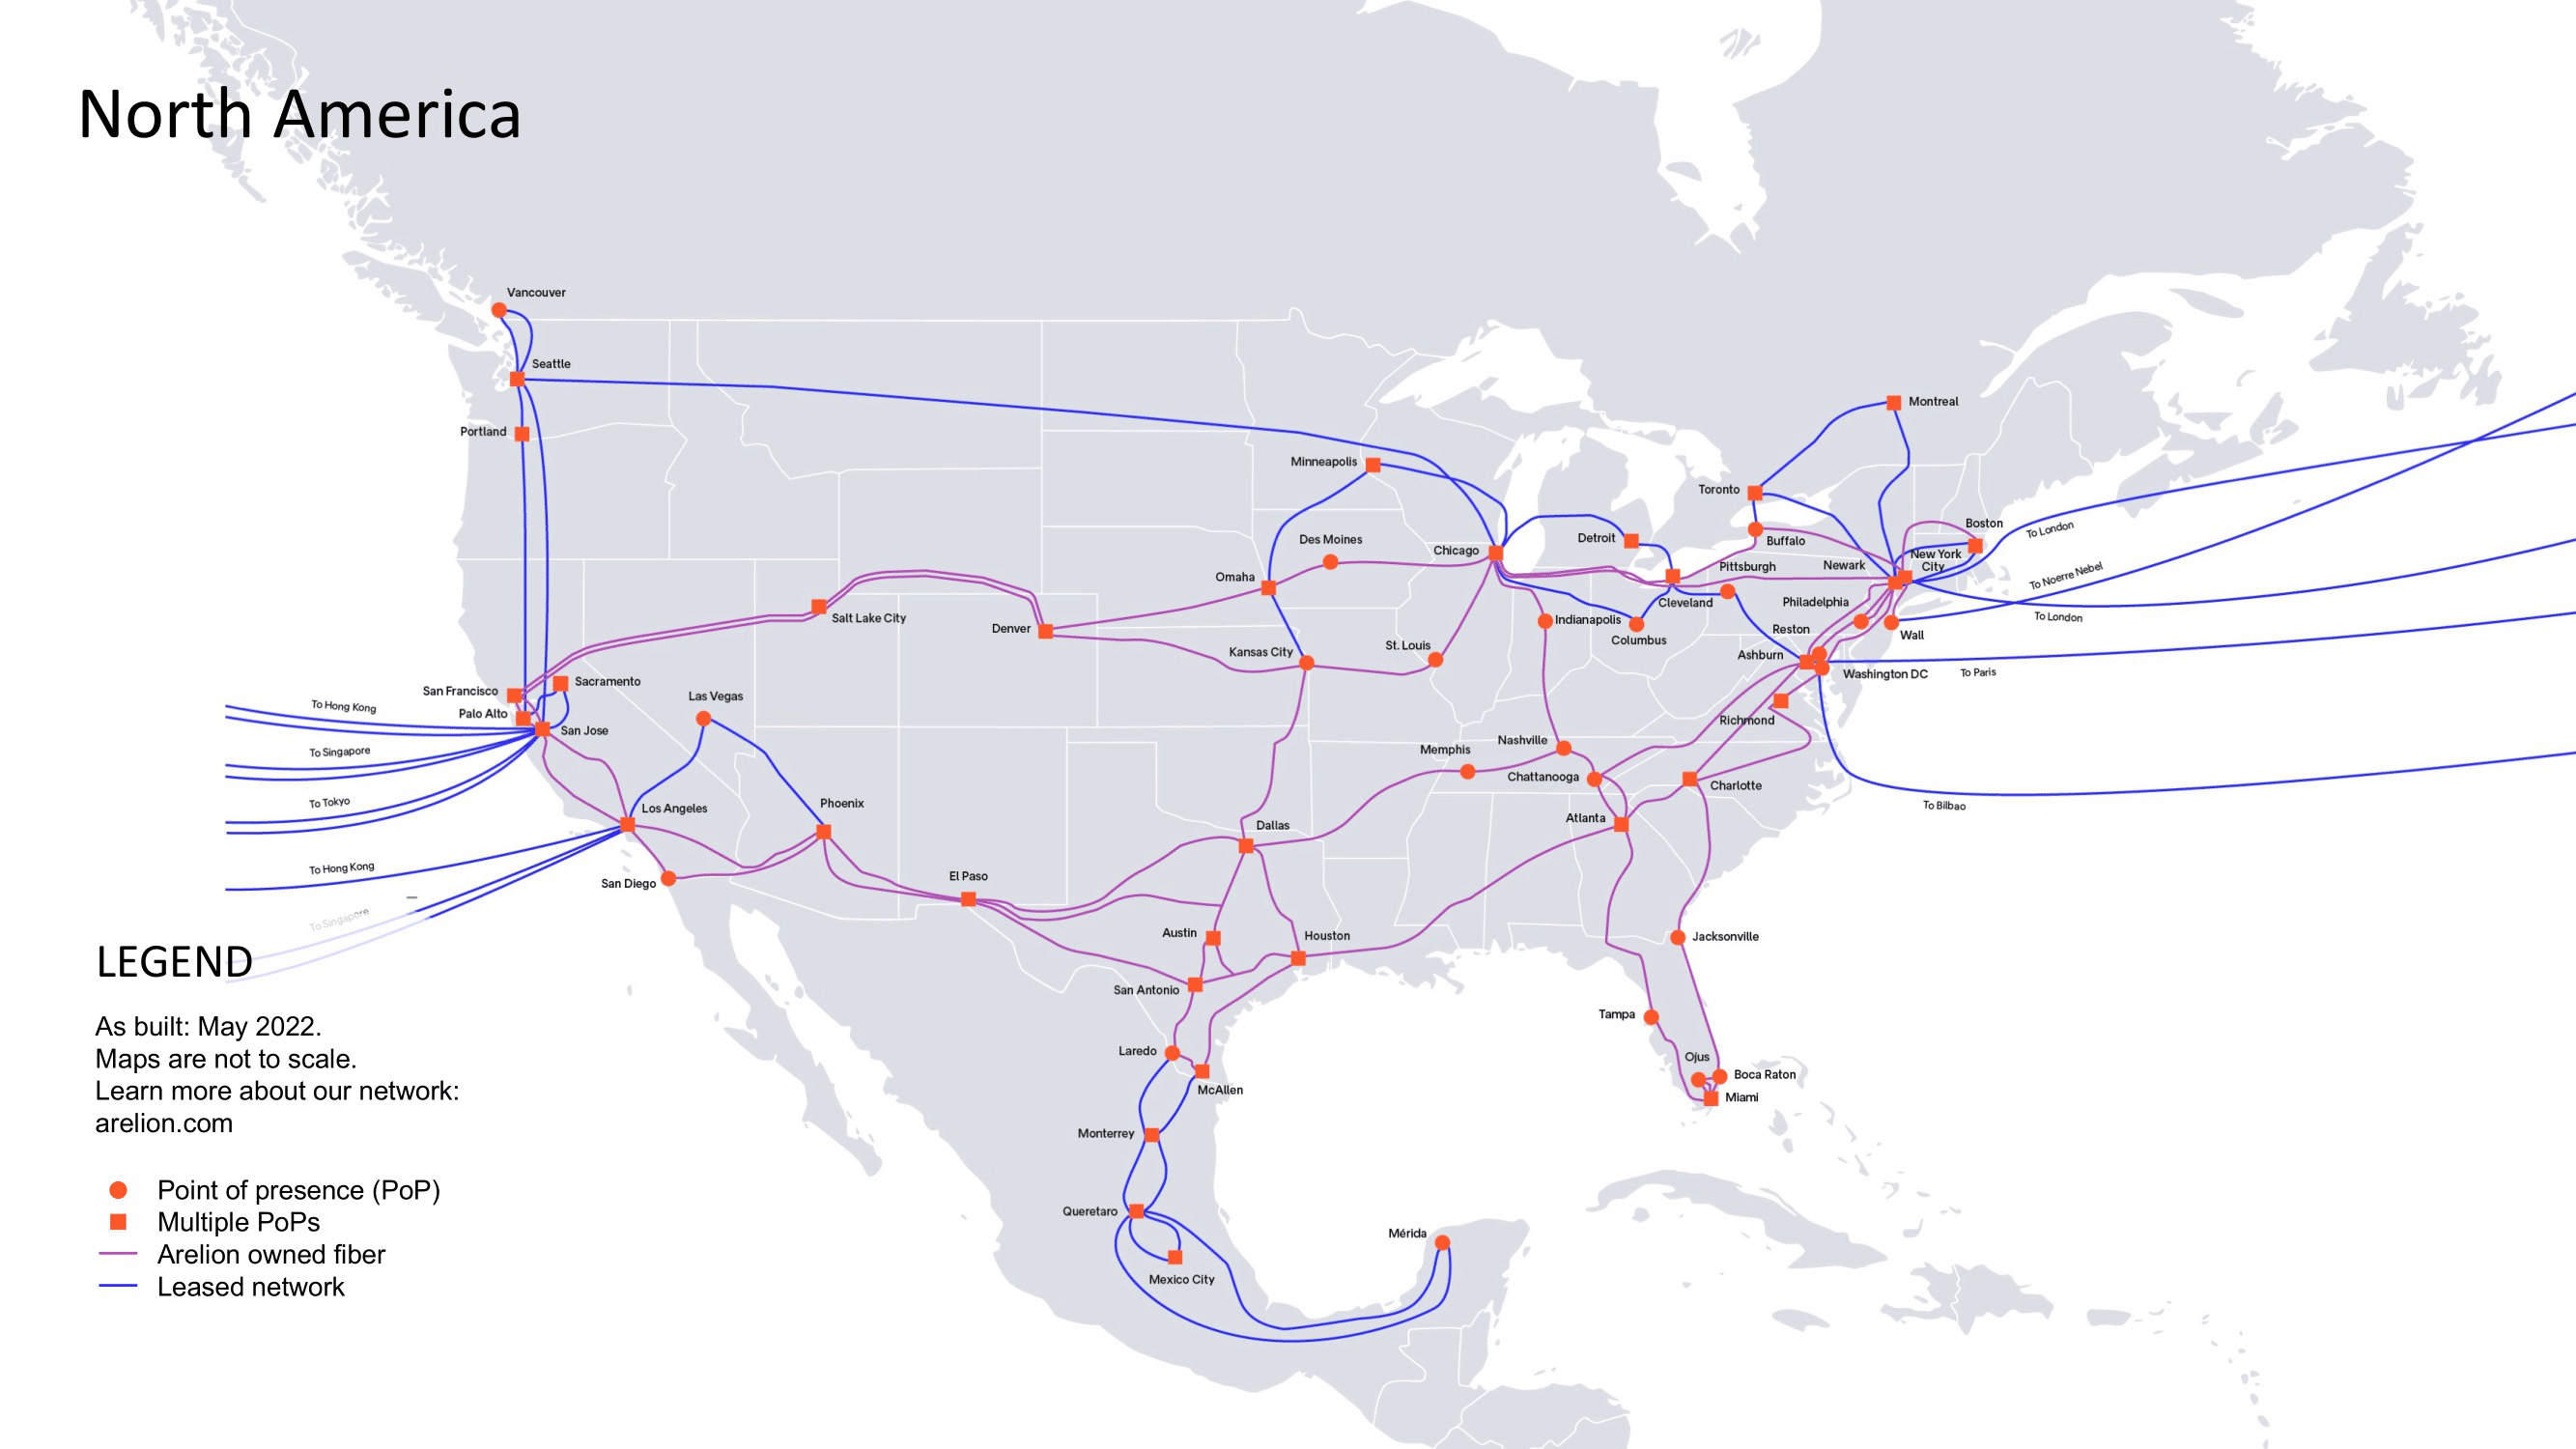 North America
Vancouver
Seattle
Portland
Montreal
Minneapolis
Toronto
Boston
Detroit
Buffalo
Des Moines
Chicago
New York
City
Newark
Pittsburgh
Omaha
Cleveland
Philadelphia
Salt Lake City
Denver
Indianapolis
Columbus
Reston
Wall
Kansas City
St. Louis
Ashburn
Washington DC
San Francisco
Sacramento
Las Vegas
Palo Alto
San Jose
Richmond
Nashville
Memphis
Chattanooga
Charlotte
Los Angeles
Phoenix
Atlanta
Dallas
San Diego
El Paso
Austin
Houston
Jacksonville
San Antonio
Tampa
Laredo
McAllen
Ojus
Boca Raton
Miami
Monterrey
Queretaro
Mérida
Mexico City
To London
To Noerre Nebel
To London
To Paris
To Bilbao
To Hong Kong
To Singapore
To Tokyo
To Hong Kong
To Singapore
LEGEND
As built: May 2022.
Maps are not to scale.
Learn more about our network:
arelion.com
Point of presence (PoP)
Multiple PoPs
Arelion owned fiber
Leased network